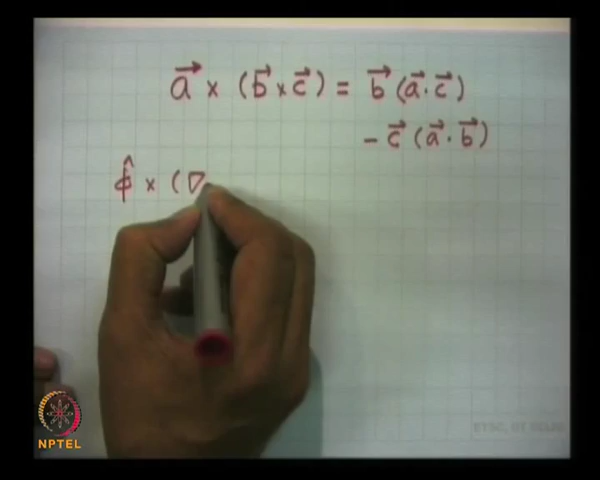 a⃗ × (b⃗ × c⃗) = b⃗ (a⃗ · c⃗)
− c⃗ (a⃗ · b⃗)
ϕ̂ × (∇
NPTEL